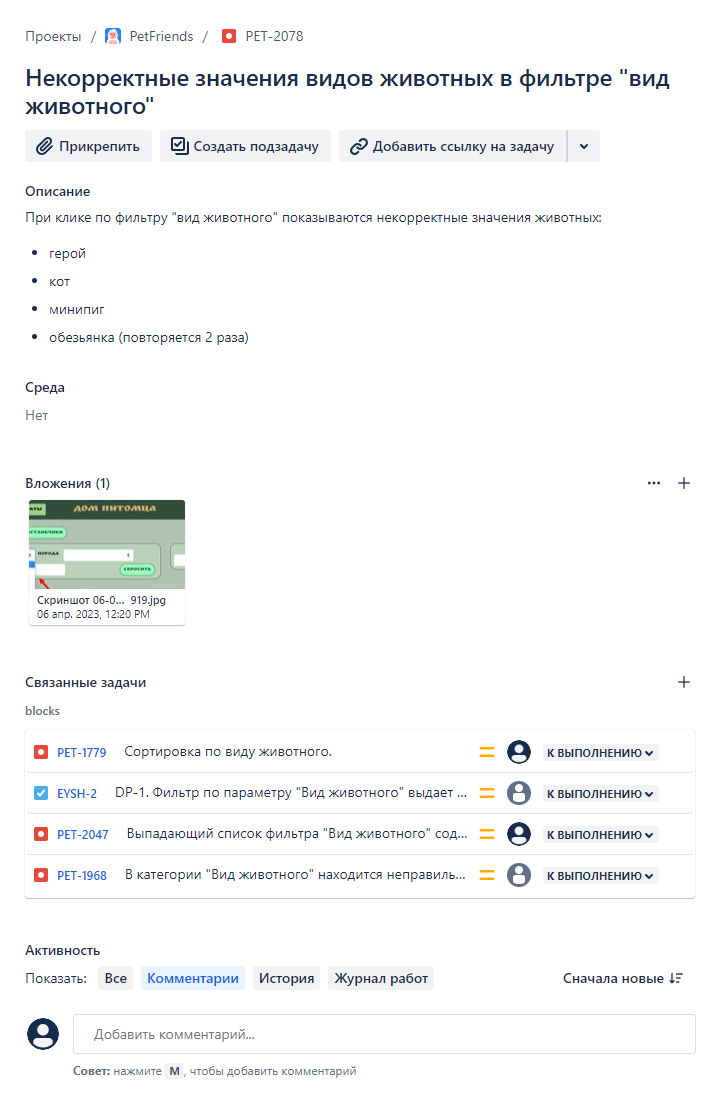 Проекты / PetFriends / PET-2078
Некорректные значения видов животных в фильтре "вид
животного"
Прикрепить Создать подзадачу Добавить ссылку на задачу
Описание
При клике по фильтру "вид животного" показываются некорректные значения животных:
герой
кот
минипиг
обезьянка (повторяется 2 раза)
Среда
Нет
Вложения (1)
ДОМ ПИТОМЦА
ПОРОДА
СБРОСИТЬ
Скриншот 06-0... 919.jpg
06 апр. 2023, 12:20 PM
Связанные задачи
blocks
PET-1779 Сортировка по виду животного. К ВЫПОЛНЕНИЮ
EYSH-2 DP-1. Фильтр по параметру "Вид животного" выдает ... К ВЫПОЛНЕНИЮ
PET-2047 Выпадающий список фильтра "Вид животного" сод... К ВЫПОЛНЕНИЮ
PET-1968 В категории "Вид животного" находится неправиль... К ВЫПОЛНЕНИЮ
Активность
Показать: Все Комментарии История Журнал работ Сначала новые
Добавить комментарий...
Совет: нажмите M , чтобы добавить комментарий